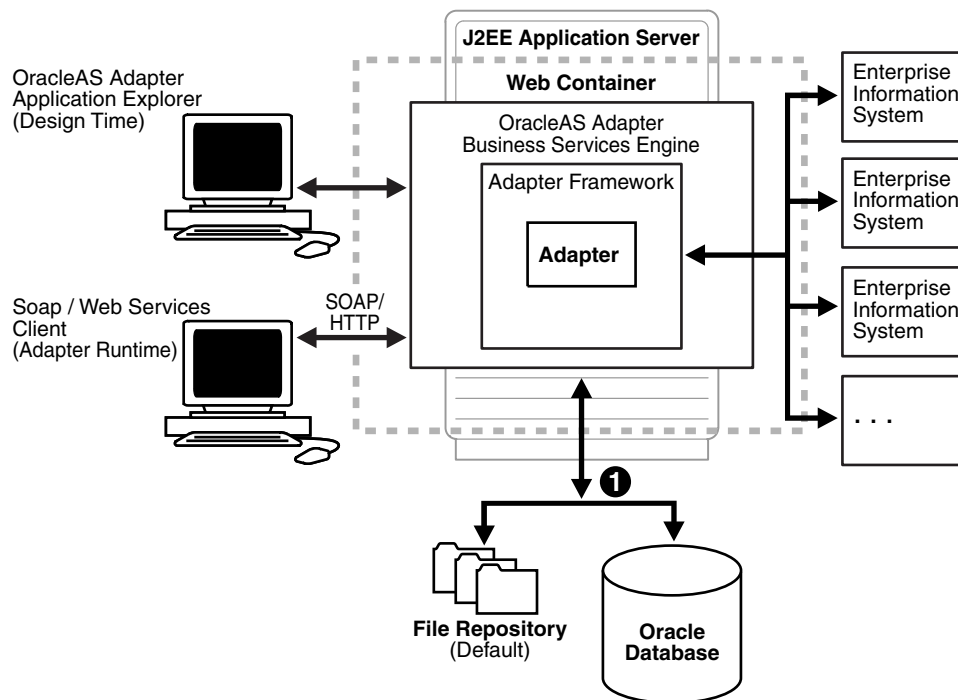 J2EE Application Server
Web Container
OracleAS Adapter
Application Explorer
(Design Time)
OracleAS Adapter
Business Services Engine
Adapter Framework
Adapter
Enterprise
Information
System
Enterprise
Information
System
Enterprise
Information
System
. . .
Soap / Web Services
Client
(Adapter Runtime)
SOAP/
HTTP
1
File Repository
(Default)
Oracle
Database